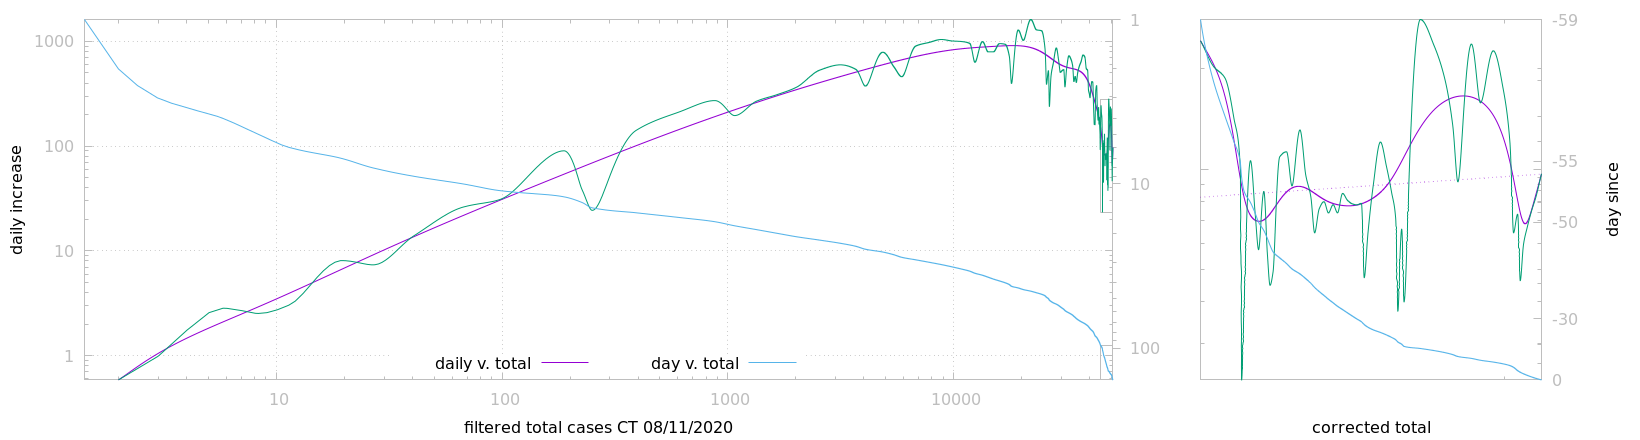 1000
100
10
1
daily increase
10
100
1000
10000
filtered total cases CT 08/11/2020
daily v. total
day v. total
1
10
100
-59
-55
-50
-30
0
day since
corrected total